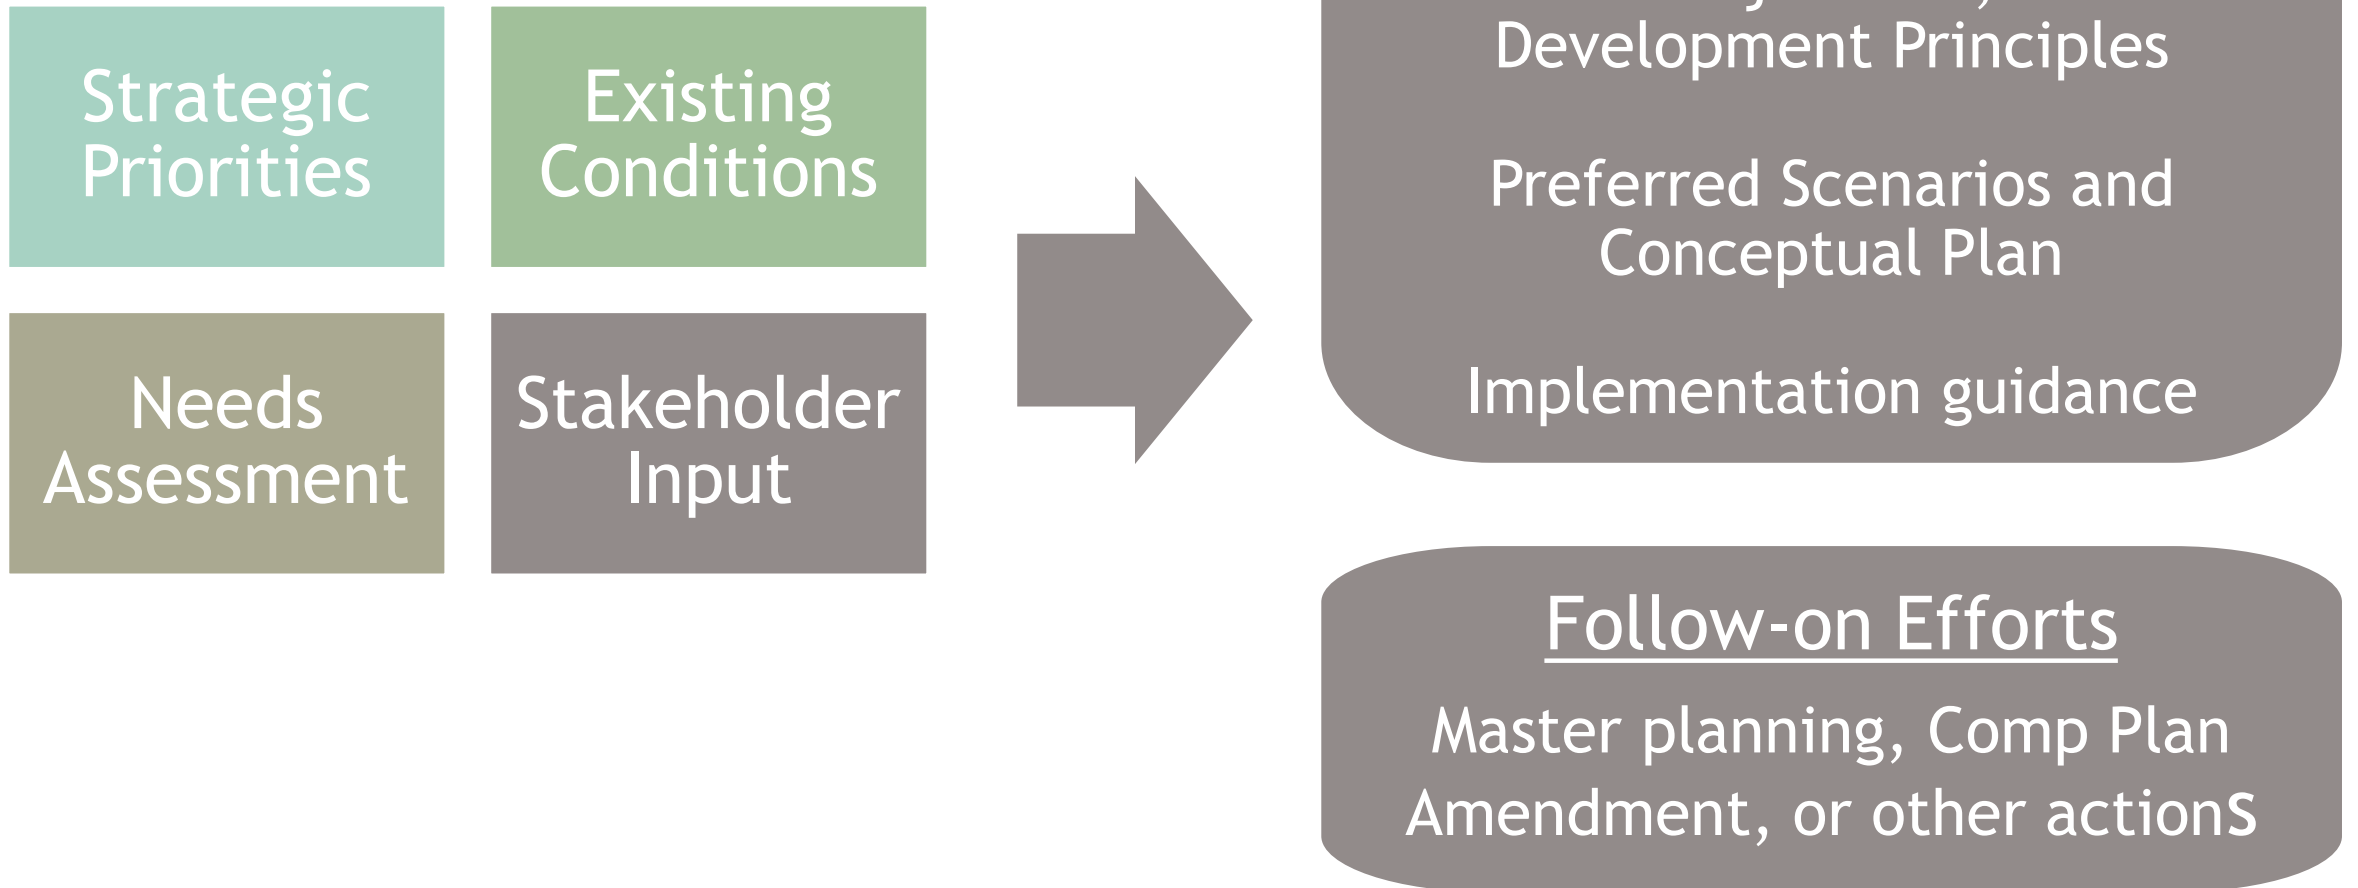 Strategic
Priorities
Existing
Conditions
Needs
Assessment
Stakeholder
Input
Development Principles
Preferred Scenarios and
Conceptual Plan
Implementation guidance
Follow-on Efforts
Master planning, Comp Plan
Amendment, or other actions